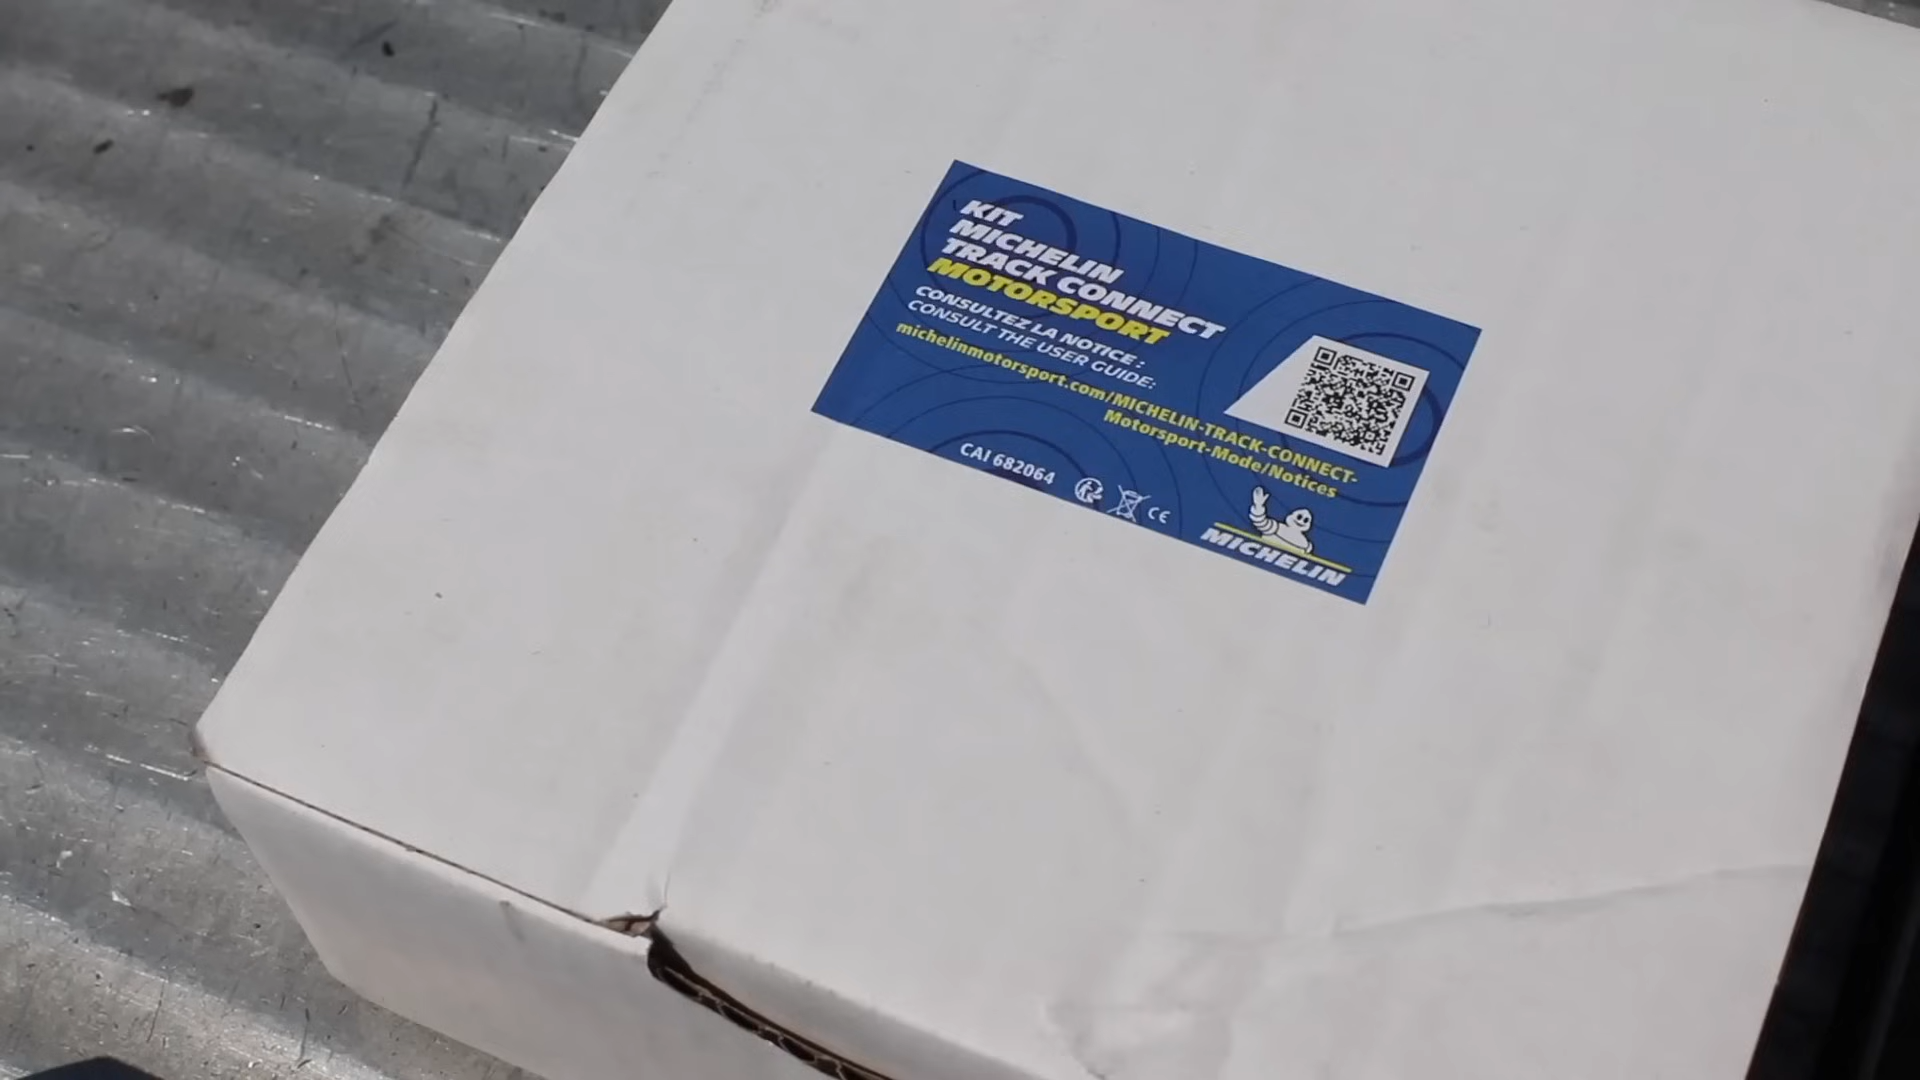 KIT
MICHELIN
TRACK CONNECT
MOTORSPORT
CONSULTEZ LA NOTICE :
CONSULT THE USER GUIDE:
michelinmotorsport.com/MICHELIN-TRACK-CONNECT-
Motorsport-Mode/Notices
CAI 682064
CE
MICHELIN